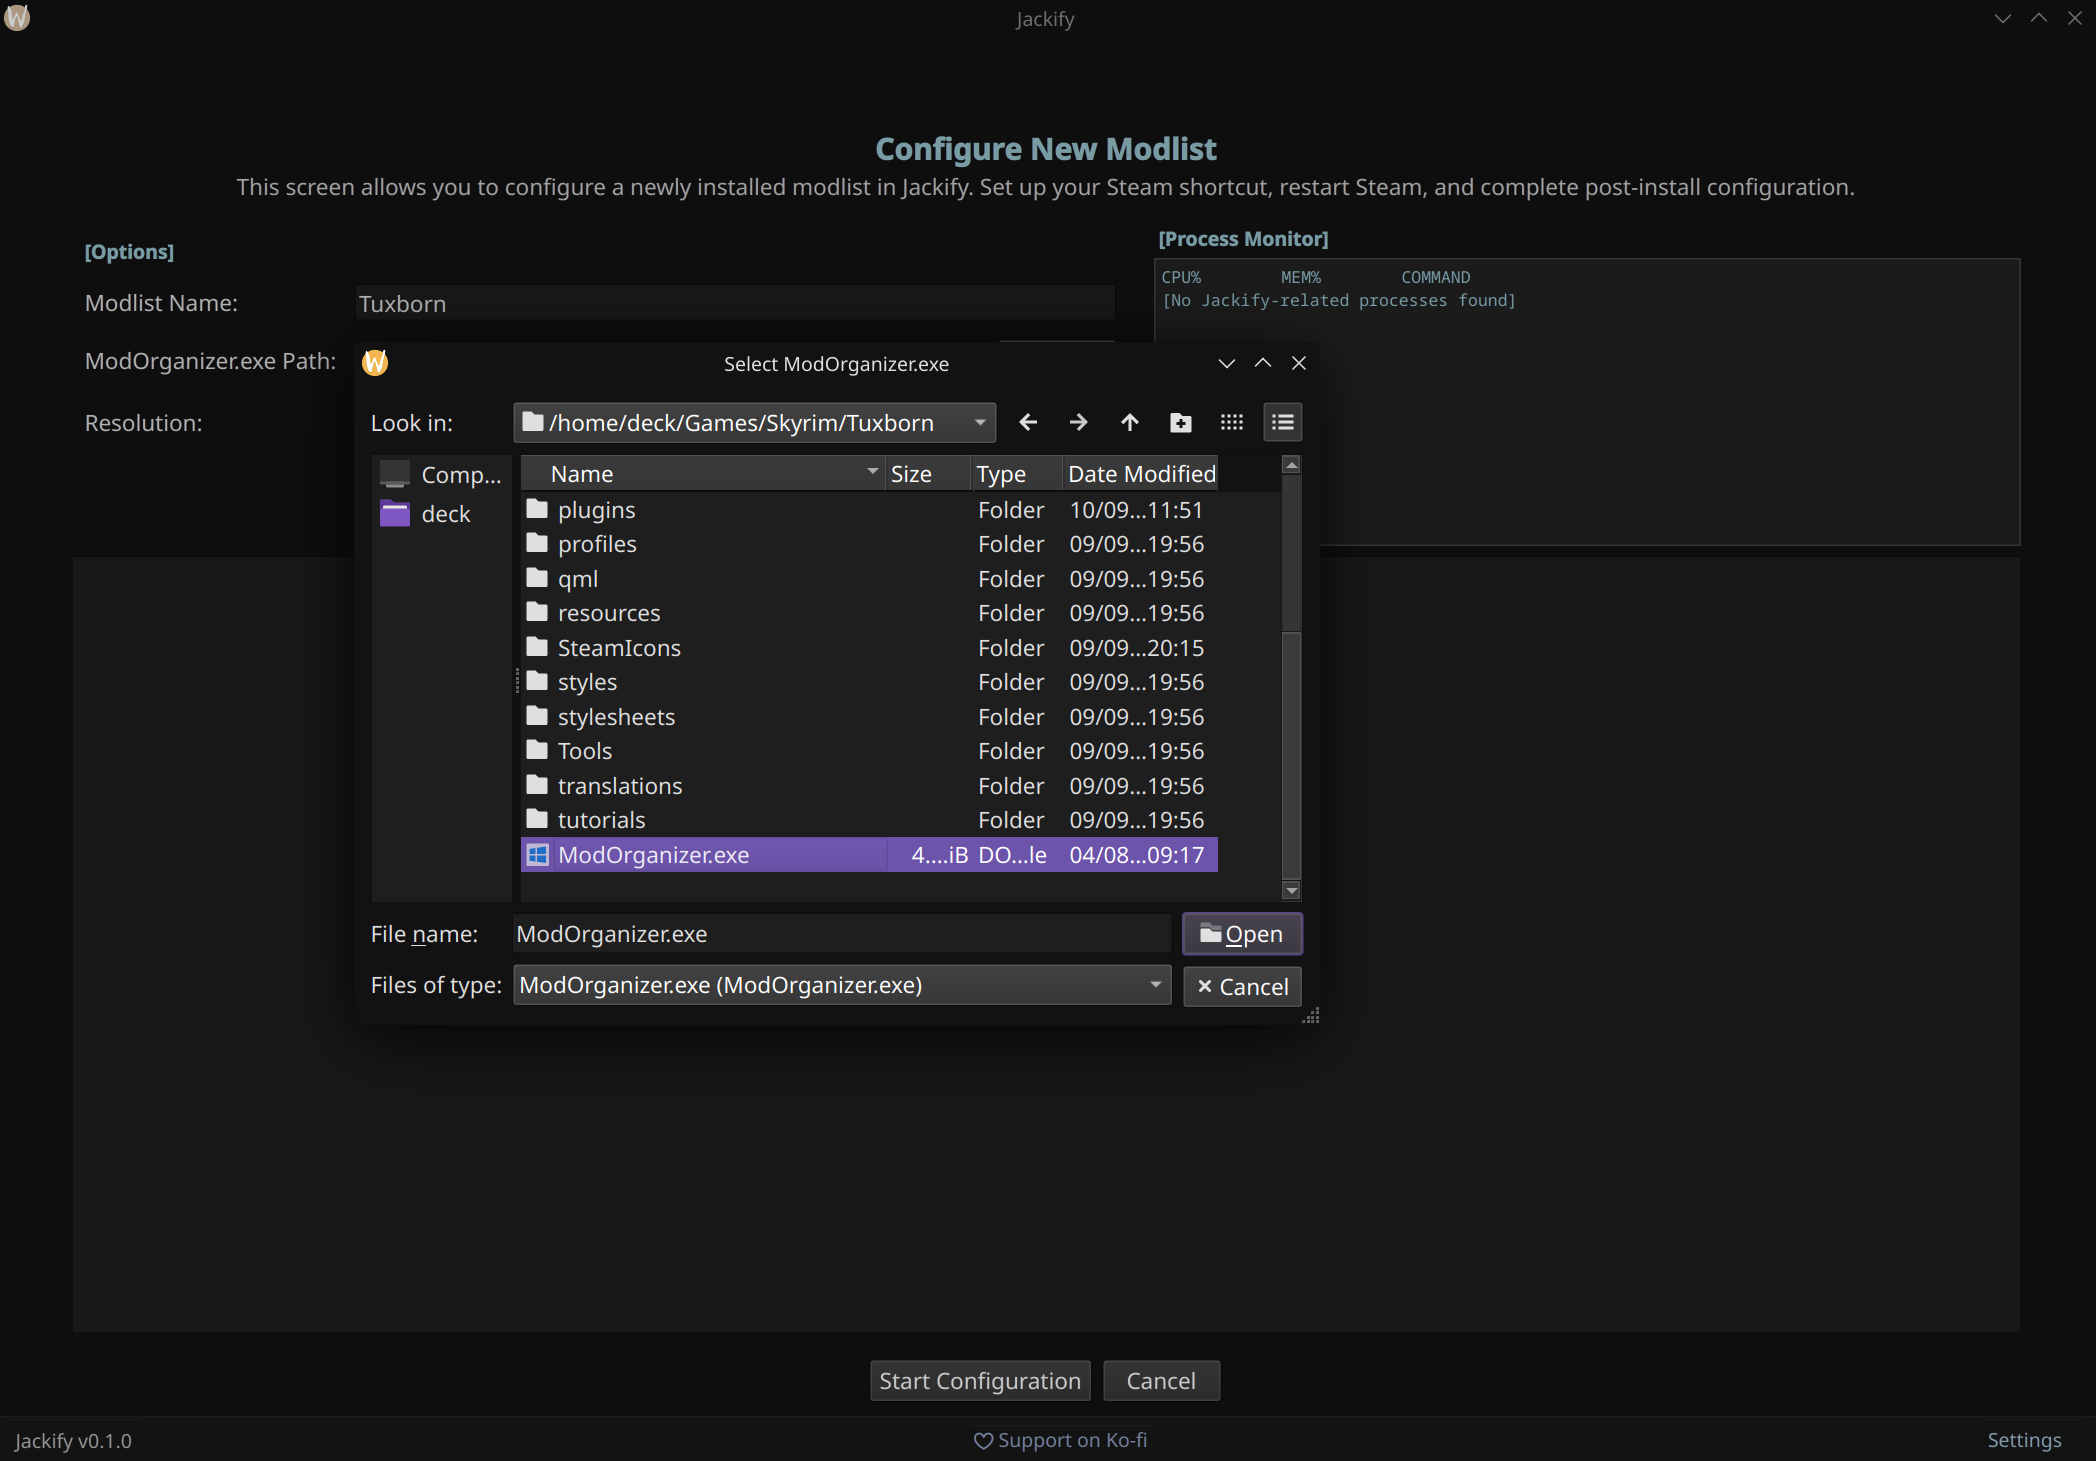 Jackify
Configure New Modlist
This screen allows you to configure a newly installed modlist in Jackify. Set up your Steam shortcut, restart Steam, and complete post-install configuration.
[Options]
[Process Monitor]
CPU% MEM% COMMAND
[No Jackify-related processes found]
Modlist Name: Tuxborn
ModOrganizer.exe Path:
Resolution:
Select ModOrganizer.exe
Look in: /home/deck/Games/Skyrim/Tuxborn
Comp...
deck
Name Size Type Date Modified
plugins Folder 10/09...11:51
profiles Folder 09/09...19:56
qml Folder 09/09...19:56
resources Folder 09/09...19:56
SteamIcons Folder 09/09...20:15
styles Folder 09/09...19:56
stylesheets Folder 09/09...19:56
Tools Folder 09/09...19:56
translations Folder 09/09...19:56
tutorials Folder 09/09...19:56
ModOrganizer.exe 4....iB DO...le 04/08...09:17
File name: ModOrganizer.exe Open
Files of type: ModOrganizer.exe (ModOrganizer.exe) Cancel
Start Configuration Cancel
Jackify v0.1.0 Support on Ko-fi Settings